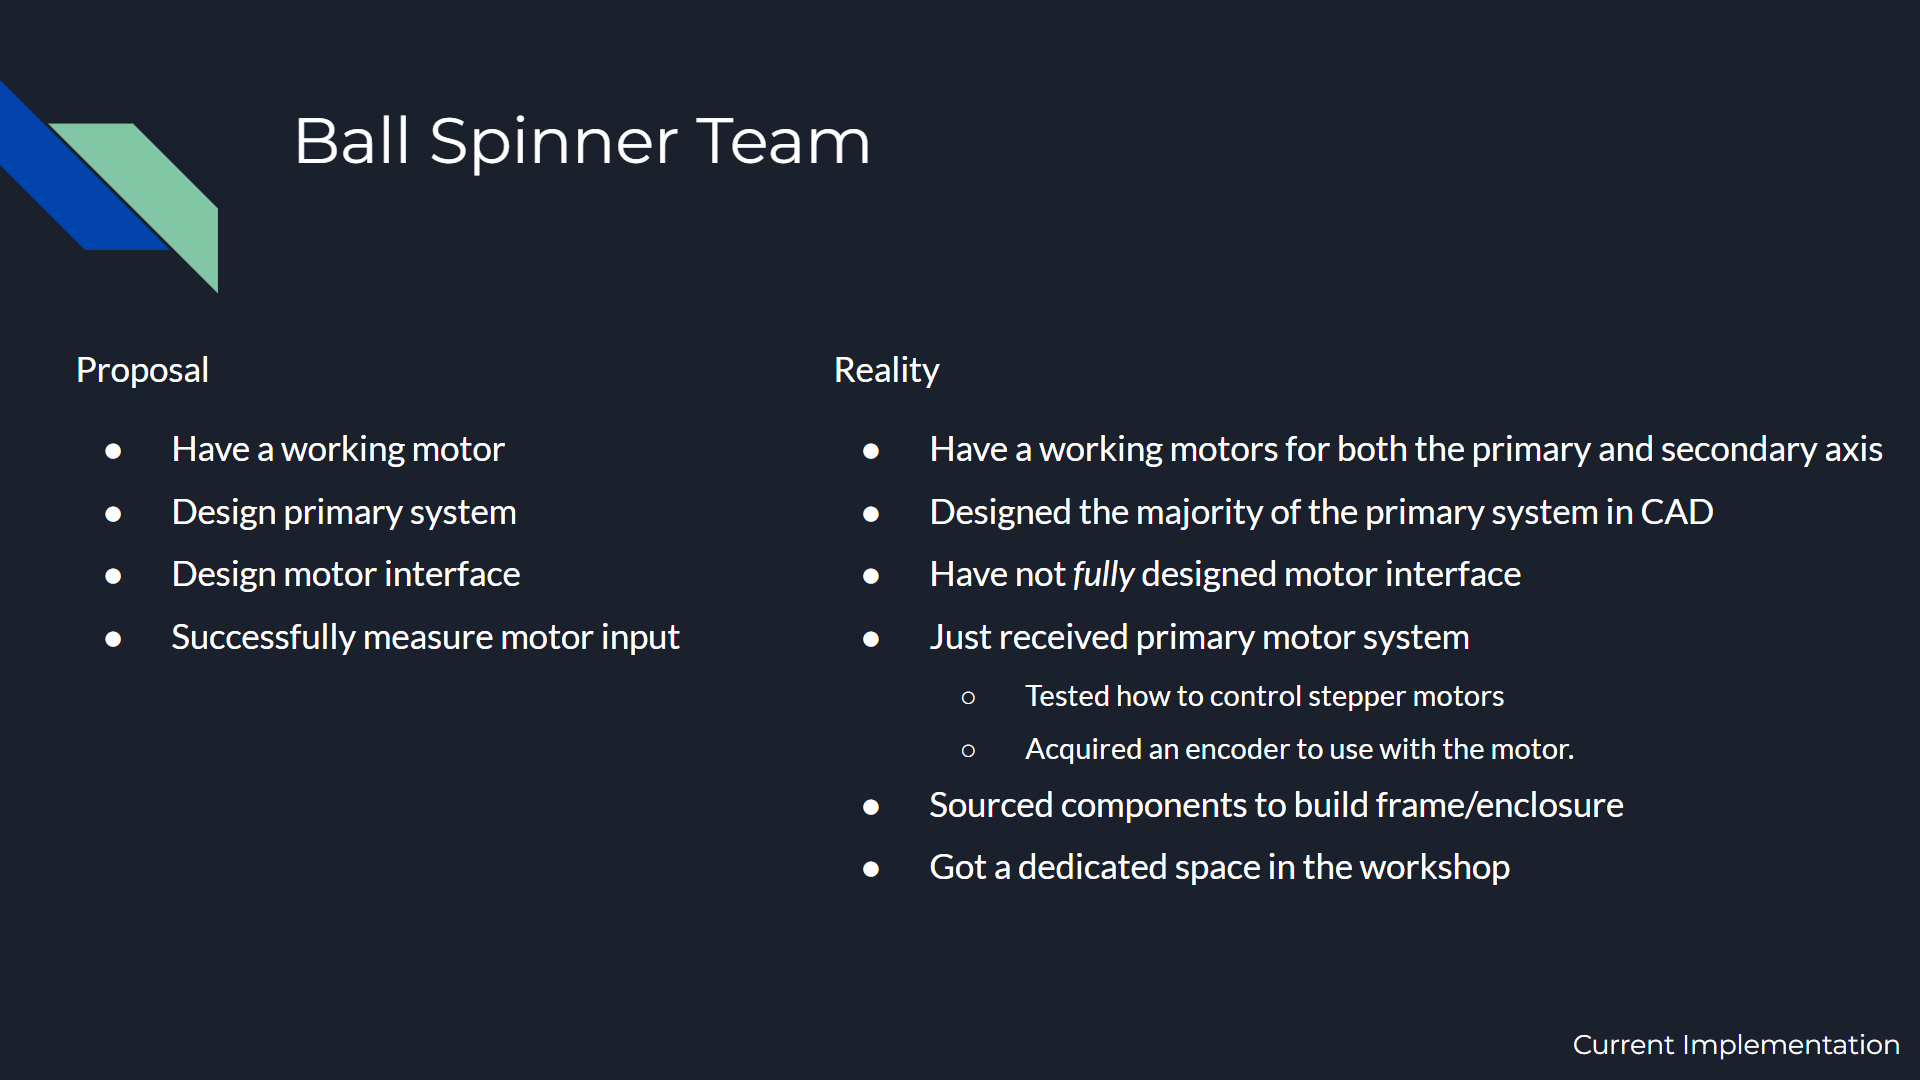 Ball Spinner Team
Proposal
● Have a working motor
● Design primary system
● Design motor interface
● Successfully measure motor input
Reality
● Have a working motors for both the primary and secondary axis
● Designed the majority of the primary system in CAD
● Have not fully designed motor interface
● Just received primary motor system
○ Tested how to control stepper motors
○ Acquired an encoder to use with the motor.
● Sourced components to build frame/enclosure
● Got a dedicated space in the workshop
Current Implementation